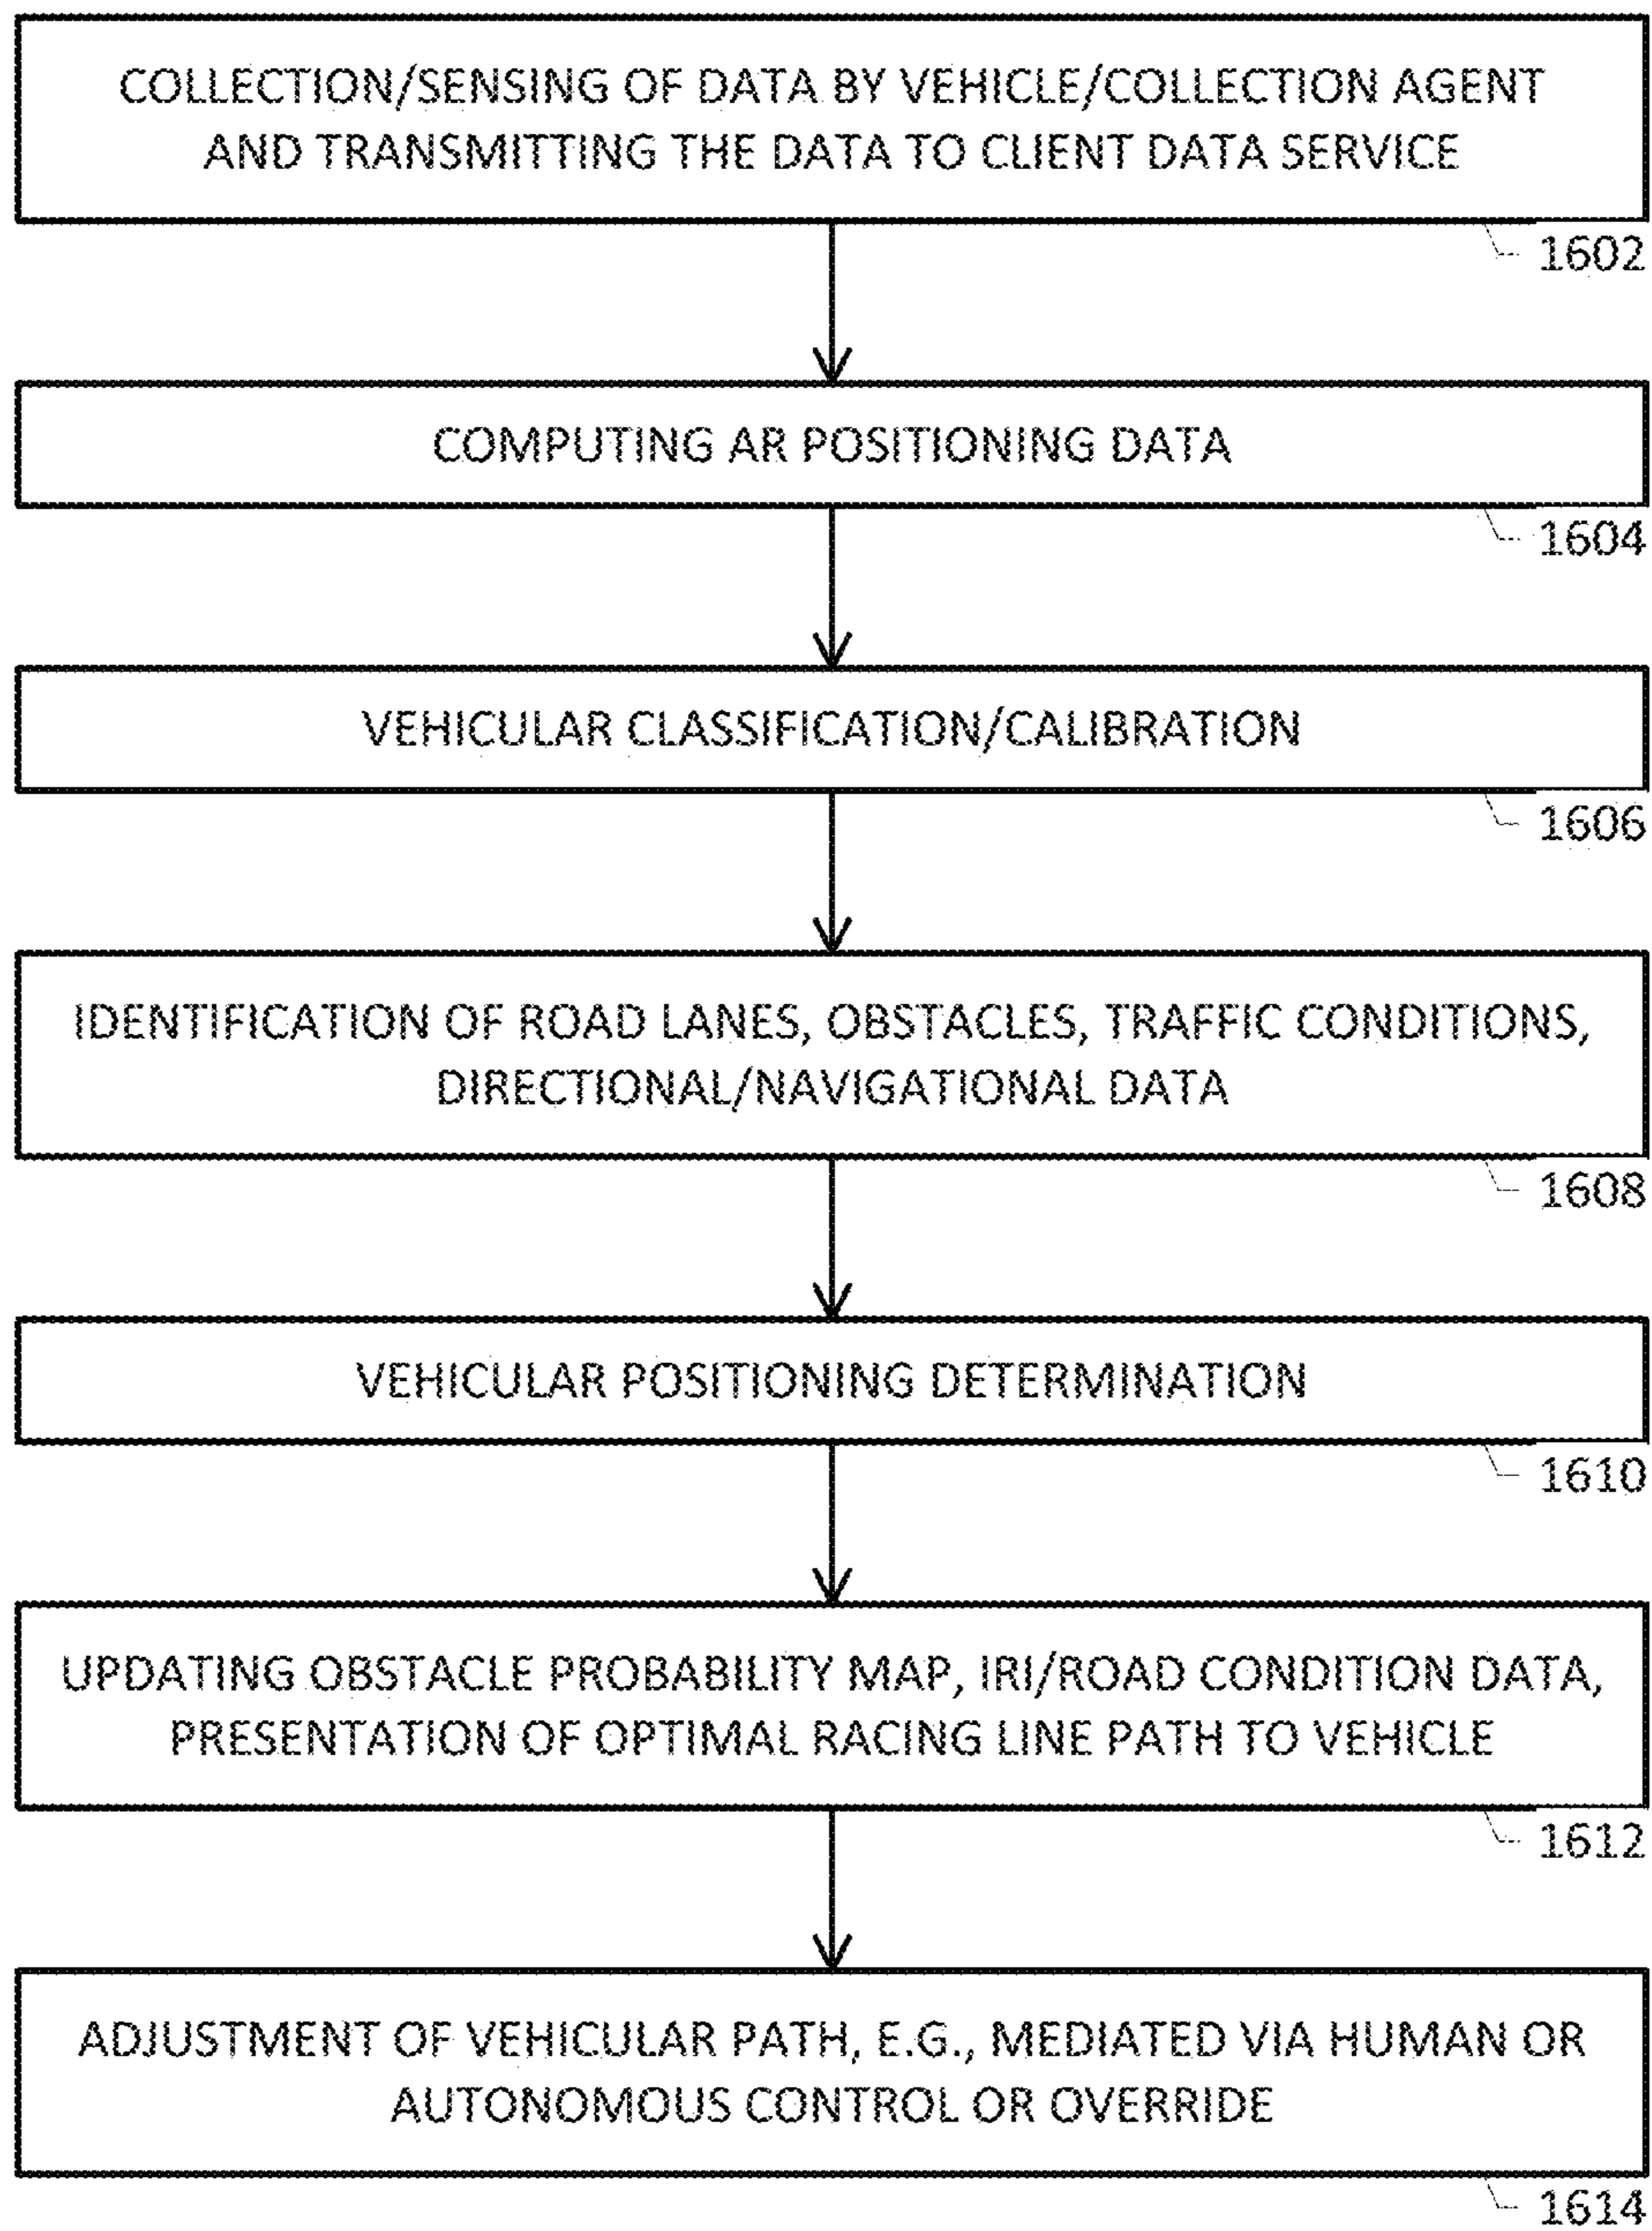 COLLECTION/SENSING OF DATA BY VEHICLE/COLLECTION AGENT
AND TRANSMITTING THE DATA TO CLIENT DATA SERVICE
1602
COMPUTING AR POSITIONING DATA
1604
VEHICULAR CLASSIFICATION/CALIBRATION
1606
IDENTIFICATION OF ROAD LANES, OBSTACLES, TRAFFIC CONDITIONS,
DIRECTIONAL/NAVIGATIONAL DATA
1608
VEHICULAR POSITIONING DETERMINATION
1610
UPDATING OBSTACLE PROBABILITY MAP, IRI/ROAD CONDITION DATA,
PRESENTATION OF OPTIMAL RACING LINE PATH TO VEHICLE
1612
ADJUSTMENT OF VEHICULAR PATH, E.G., MEDIATED VIA HUMAN OR
AUTONOMOUS CONTROL OR OVERRIDE
1614